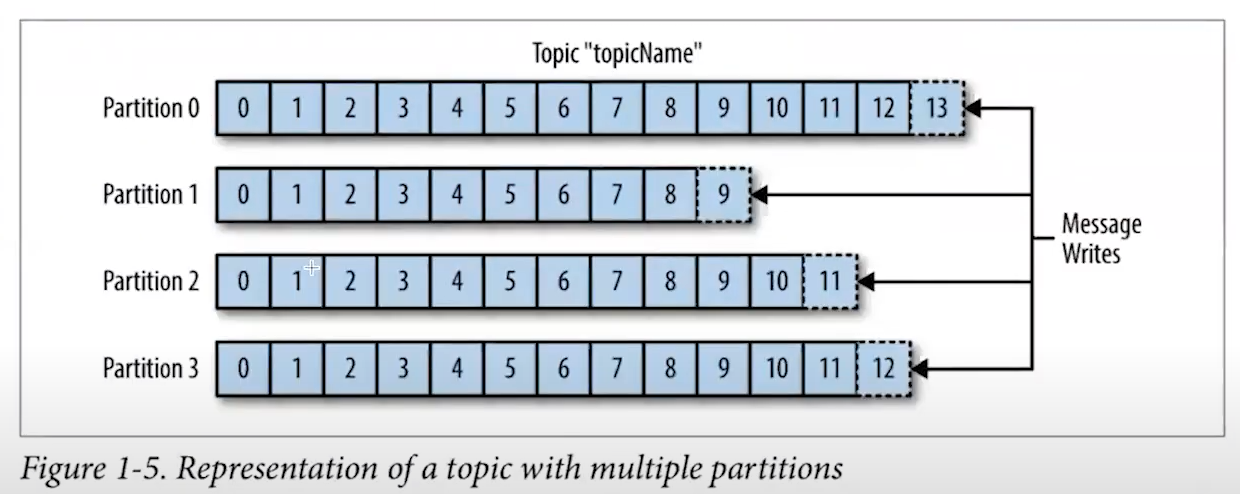 Topic "topicName"
Partition 0 0 1 2 3 4 5 6 7 8 9 10 11 12 13
Partition 1 0 1 2 3 4 5 6 7 8 9
Message
Writes
Partition 2 0 1 2 3 4 5 6 7 8 9 10 11
Partition 3 0 1 2 3 4 5 6 7 8 9 10 11 12
Figure 1-5. Representation of a topic with multiple partitions